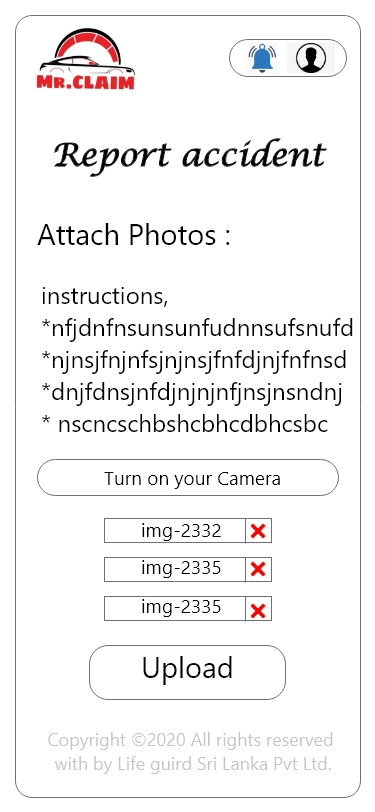 MR.CLAIM
Report accident
Attach Photos :
instructions,
*nfjdnfnsunsunfudnnsufsnufd
*njnsjfnjnfsjnjnsjfnfdjnjfnfnsd
*dnjfdnsjnfdjnjnjnfjnsjnsndnj
* nscncschbshcbhcdbhcsbc
Turn on your Camera
img-2332
img-2335
img-2335
Upload
Copyright ©2020 All rights reserved
with by Life guird Sri Lanka Pvt Ltd.